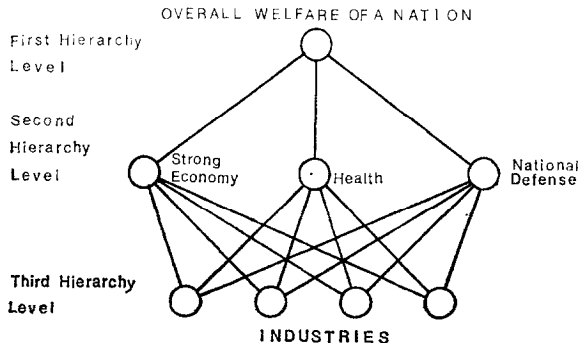 OVERALL WELFARE OF A NATION
First Hierarchy
Level
Second
Hierarchy
Level
Strong
Economy
Health
National
Defense
Third Hierarchy
Level
INDUSTRIES